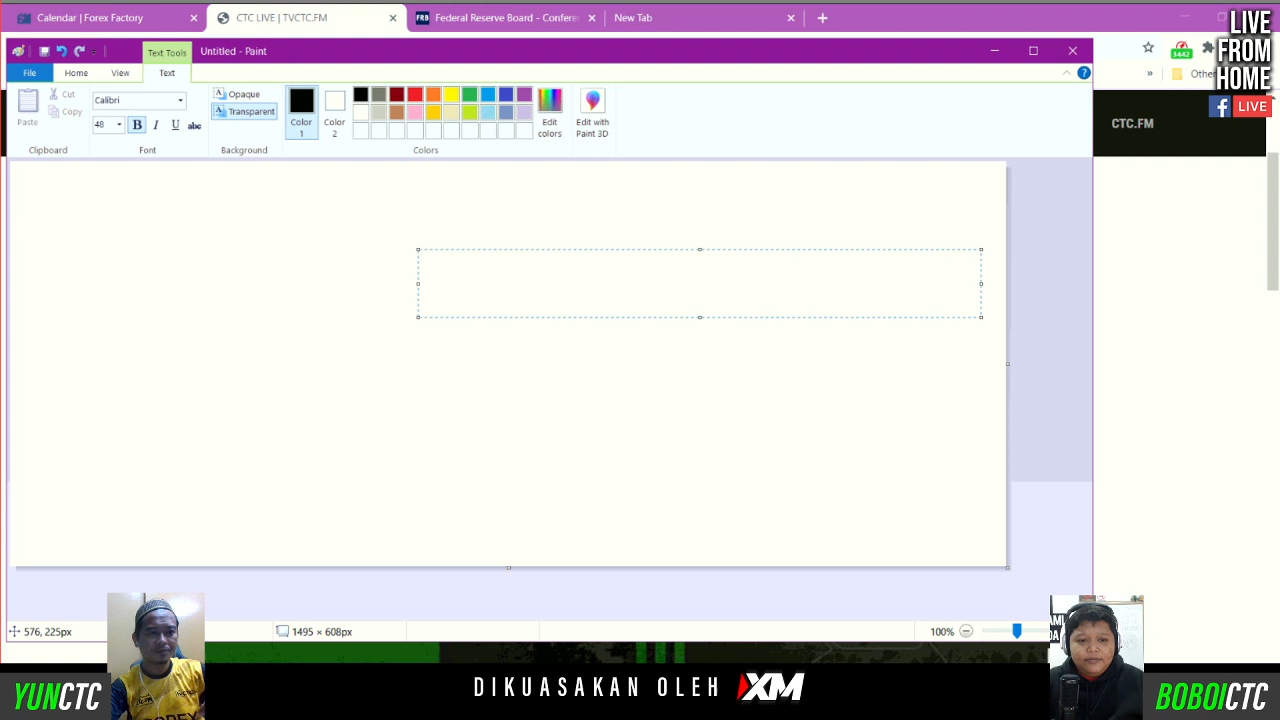 Calendar | Forex Factory
CTC LIVE | TVCTC.FM
Federal Reserve Board - Confere
New Tab
LIVE
FROM
HOME
LIVE
Text Tools
Untitled - Paint
File
Home
View
Text
3442
Other
CTC.FM
Paste
Cut
Copy
Clipboard
Calibri
48
B I U abc
Font
Opaque
Transparent
Background
Color
1
Color
2
Edit
colors
Colors
Edit with
Paint 3D
576, 225px
1495 × 608px
100%
YUNCTC
DIKUASAKAN OLEH XM
BOBOICTC